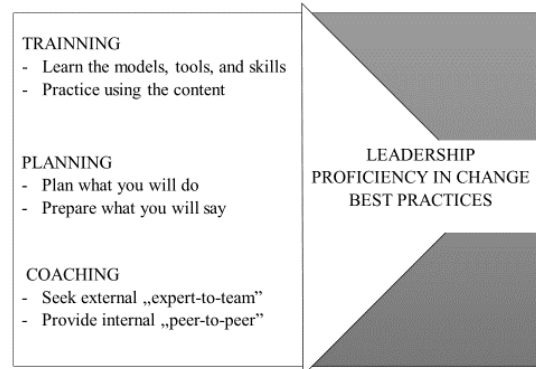 TRAINNING
- Learn the models, tools, and skills
- Practice using the content
PLANNING
- Plan what you will do
- Prepare what you will say
COACHING
- Seek external „expert-to-team”
- Provide internal „peer-to-peer”
LEADERSHIP
PROFICIENCY IN CHANGE
BEST PRACTICES